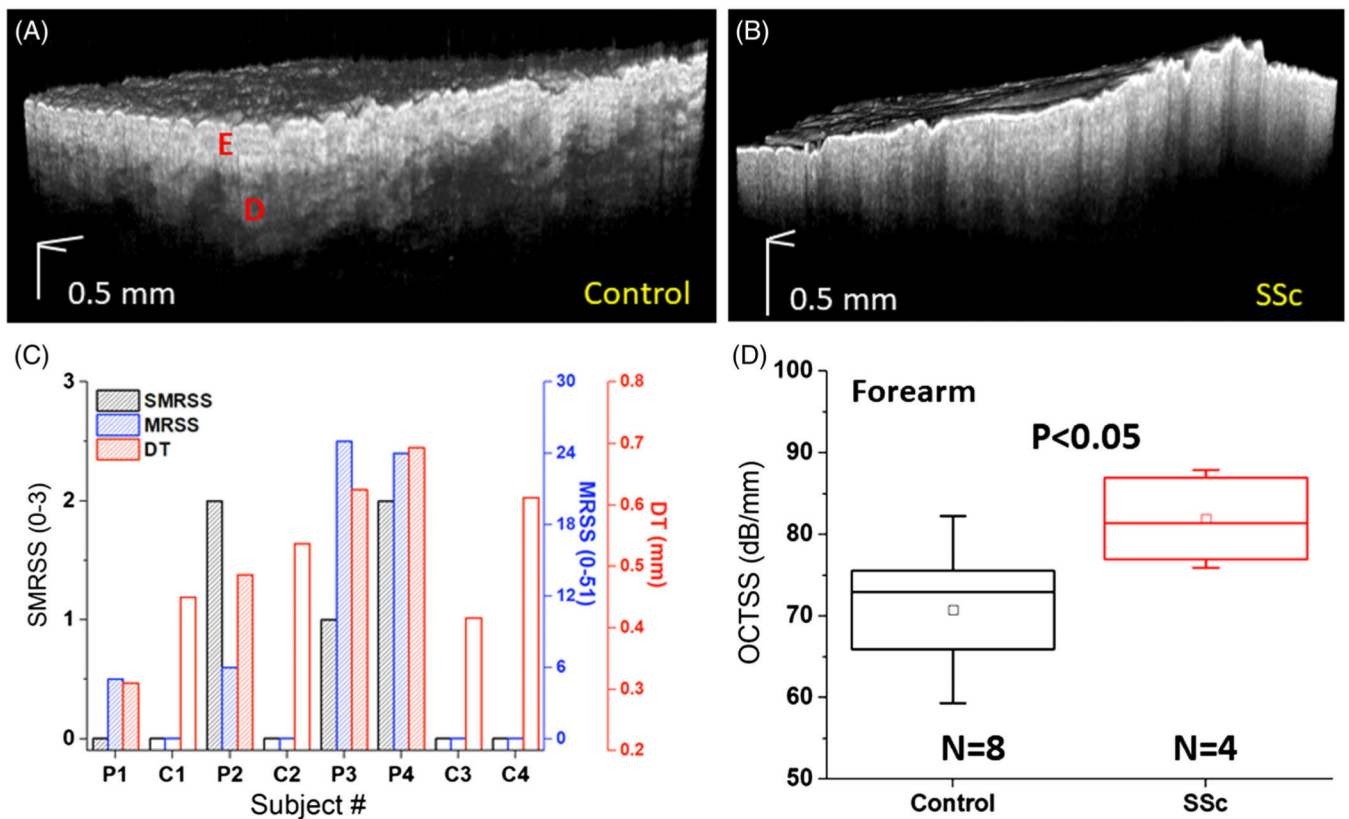 (A)
E
D
0.5 mm
Control
(B)
0.5 mm
SSc
(C)
SMRSS (0-3)
3
2
1
0
SMRSS
MRSS
DT
P1 C1 P2 C2 P3 P4 C3 C4
Subject #
30
24
18
12
6
0
MRSS (0-51)
0.8
0.7
0.6
0.5
0.4
0.3
0.2
DT (mm)
(D)
OCTSS (dB/mm)
100
90
80
70
60
50
Forearm
P<0.05
N=8 N=4
Control SSc